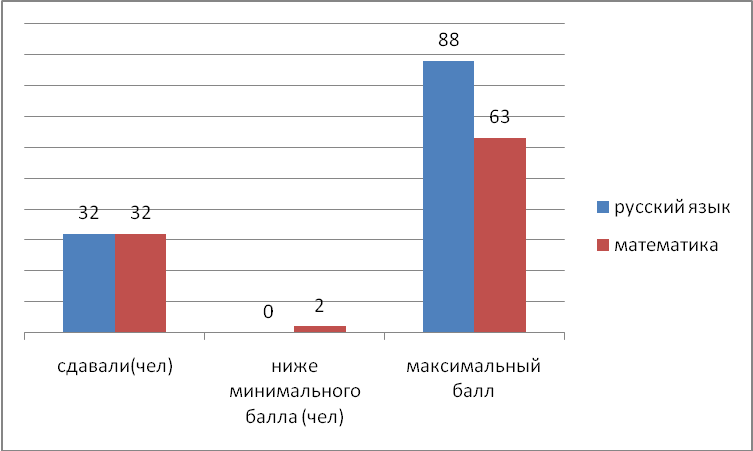 88
63
32
32
0
2
русский язык
математика
сдавали(чел)
ниже
минимального
балла (чел)
максимальный
балл